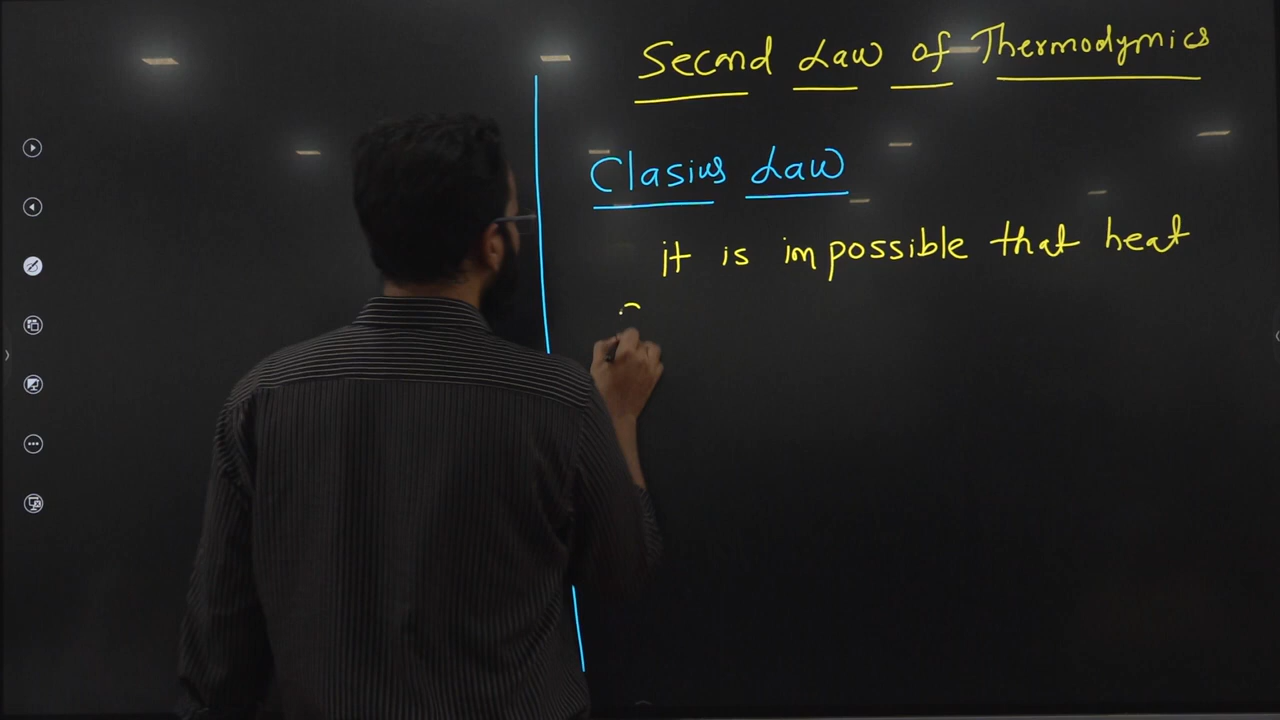 Second Law of Thermodymics
Clasius Law
it is impossible that heat